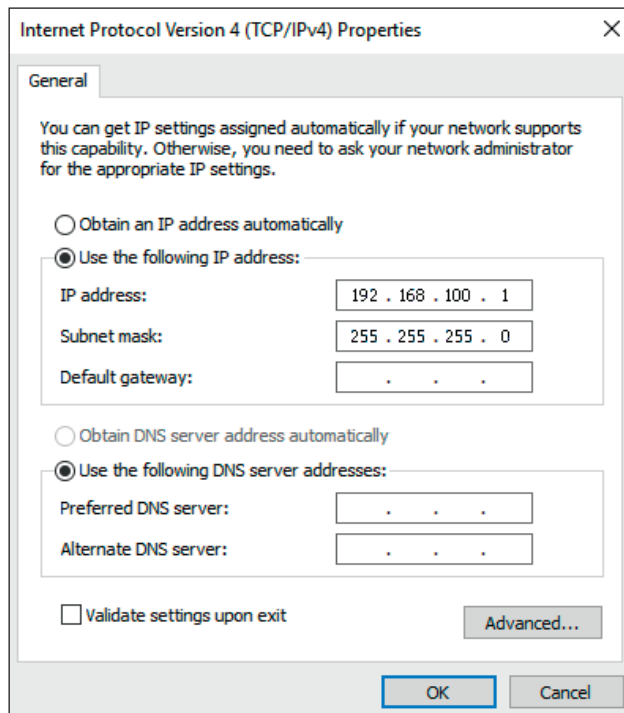 Internet Protocol Version 4 (TCP/IPv4) Properties
General
You can get IP settings assigned automatically if your network supports
this capability. Otherwise, you need to ask your network administrator
for the appropriate IP settings.
Obtain an IP address automatically
Use the following IP address:
IP address: 192 . 168 . 100 . 1
Subnet mask: 255 . 255 . 255 . 0
Default gateway: . . .
Obtain DNS server address automatically
Use the following DNS server addresses:
Preferred DNS server: . . .
Alternate DNS server: . . .
Validate settings upon exit
Advanced...
OK Cancel